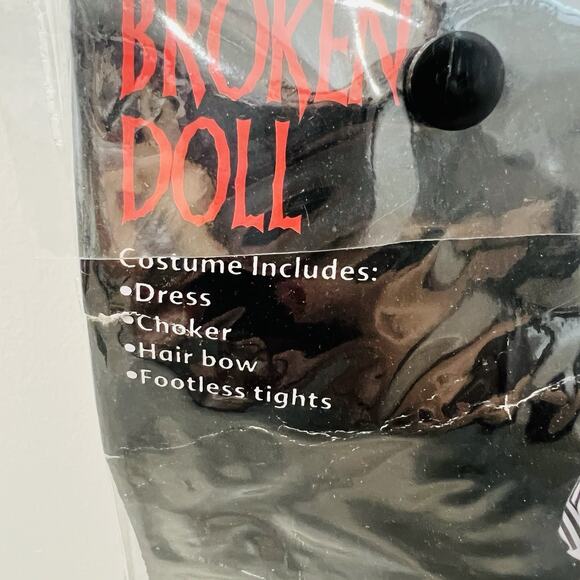 BROKEN
DOLL
Costume Includes:
•Dress
•Choker
•Hair bow
•Footless tights